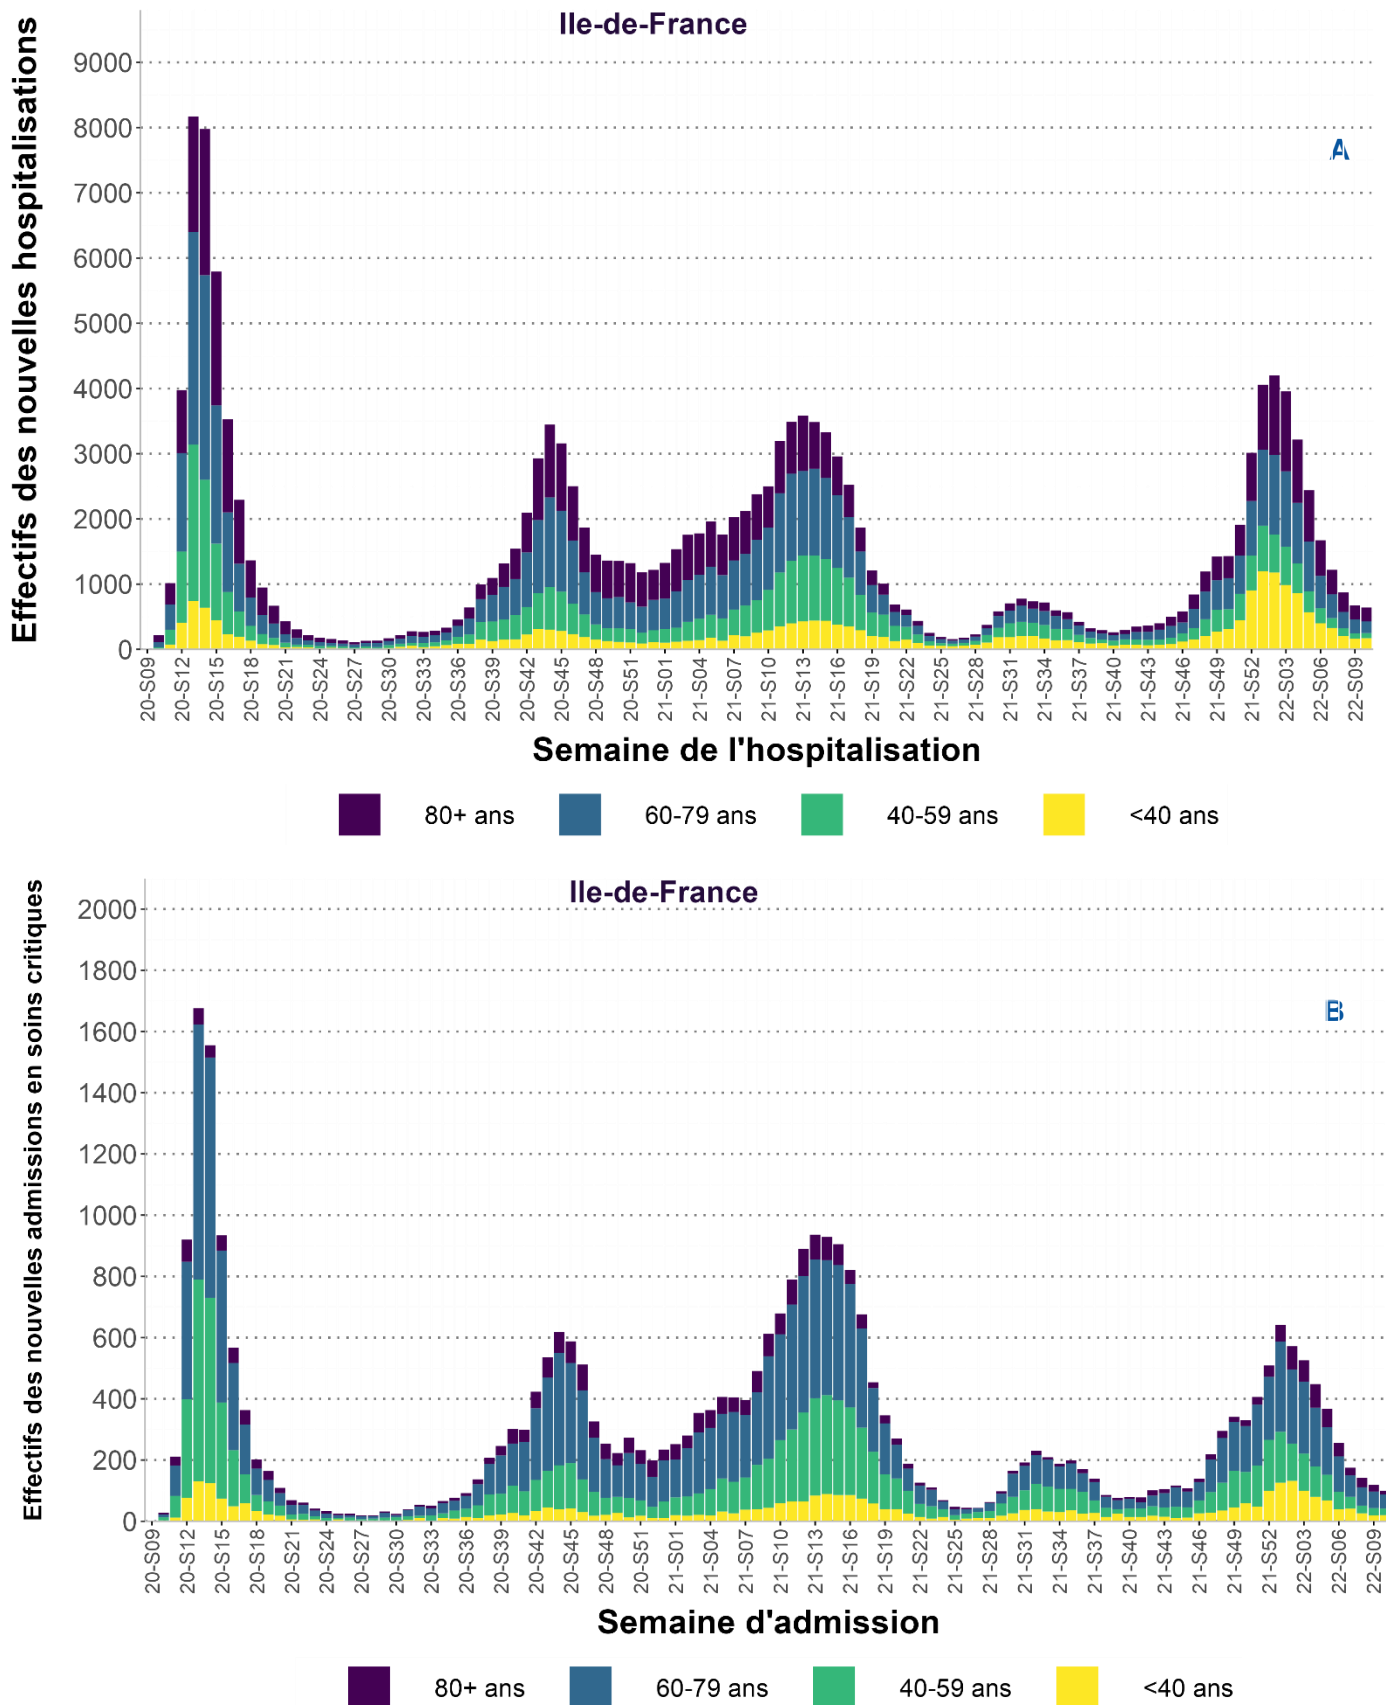 Ile-de-France
Effectifs des nouvelles hospitalisations
9000
8000
7000
6000
5000
4000
3000
2000
1000
0
A
20-S09 20-S12 20-S15 20-S18 20-S21 20-S24 20-S27 20-S30 20-S33 20-S36 20-S39 20-S42 20-S45 20-S48 20-S51 21-S01 21-S04 21-S07 21-S10 21-S13 21-S16 21-S19 21-S22 21-S25 21-S28 21-S31 21-S34 21-S37 21-S40 21-S43 21-S46 21-S49 21-S52 22-S03 22-S06 22-S09
Semaine de l'hospitalisation
80+ ans 60-79 ans 40-59 ans <40 ans
Ile-de-France
Effectifs des nouvelles admissions en soins critiques
2000
1800
1600
1400
1200
1000
800
600
400
200
0
B
20-S09 20-S12 20-S15 20-S18 20-S21 20-S24 20-S27 20-S30 20-S33 20-S36 20-S39 20-S42 20-S45 20-S48 20-S51 21-S01 21-S04 21-S07 21-S10 21-S13 21-S16 21-S19 21-S22 21-S25 21-S28 21-S31 21-S34 21-S37 21-S40 21-S43 21-S46 21-S49 21-S52 22-S03 22-S06 22-S09
Semaine d'admission
80+ ans 60-79 ans 40-59 ans <40 ans